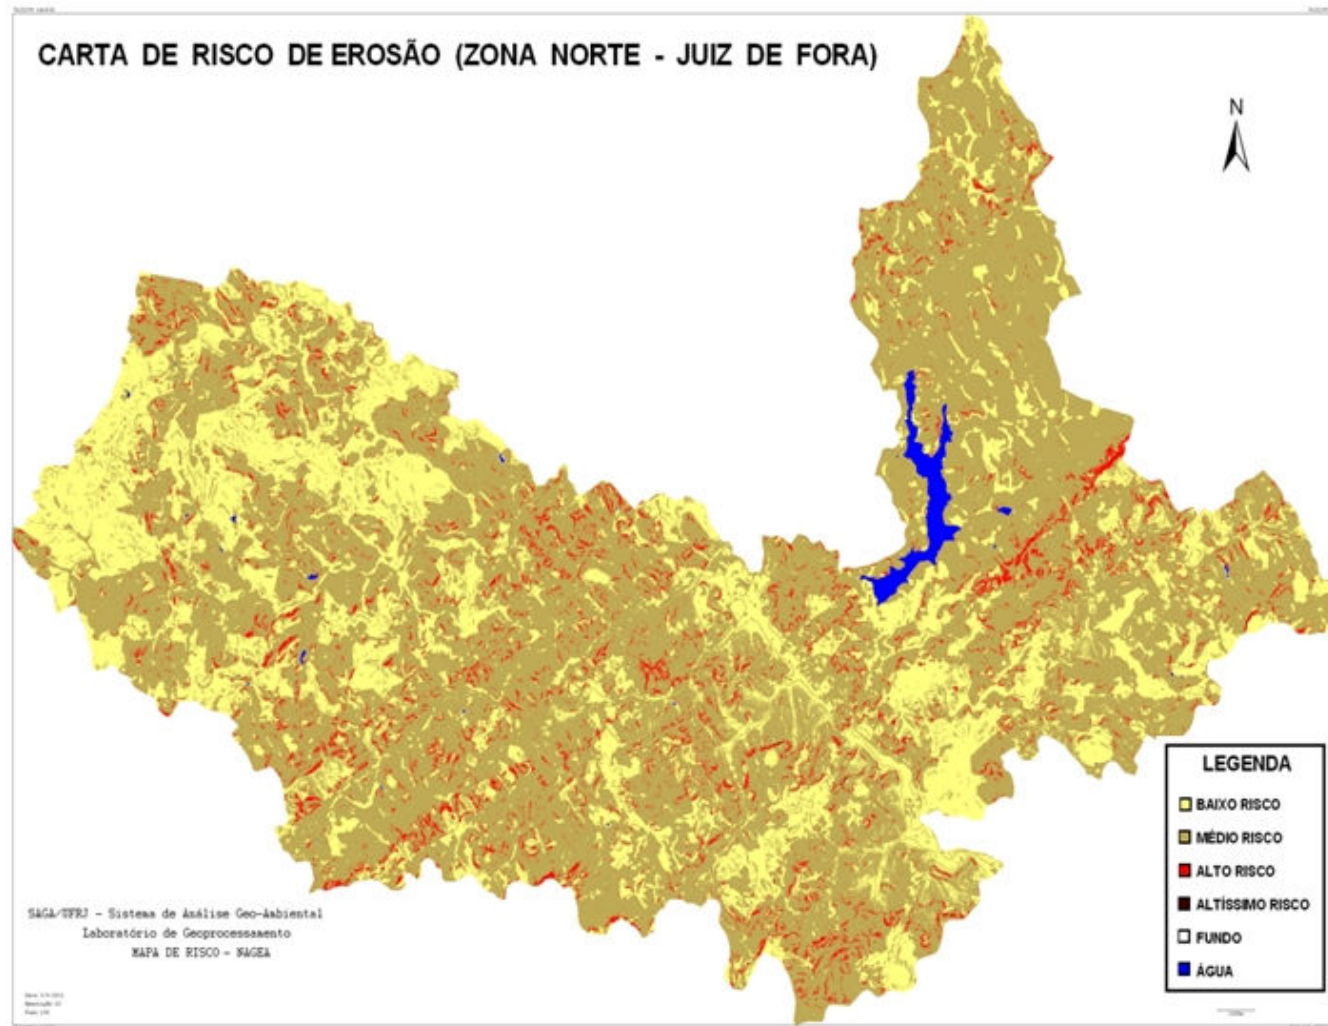 CARTA DE RISCO DE EROSÃO (ZONA NORTE - JUIZ DE FORA)
N
LEGENDA
BAIXO RISCO
MÉDIO RISCO
ALTO RISCO
ALTÍSSIMO RISCO
FUNDO
ÁGUA
SAGA/UFRJ - Sistema de Análise Geo-Ambiental
Laboratório de Geoprocessamento
MAPA DE RISCO - NAGEA